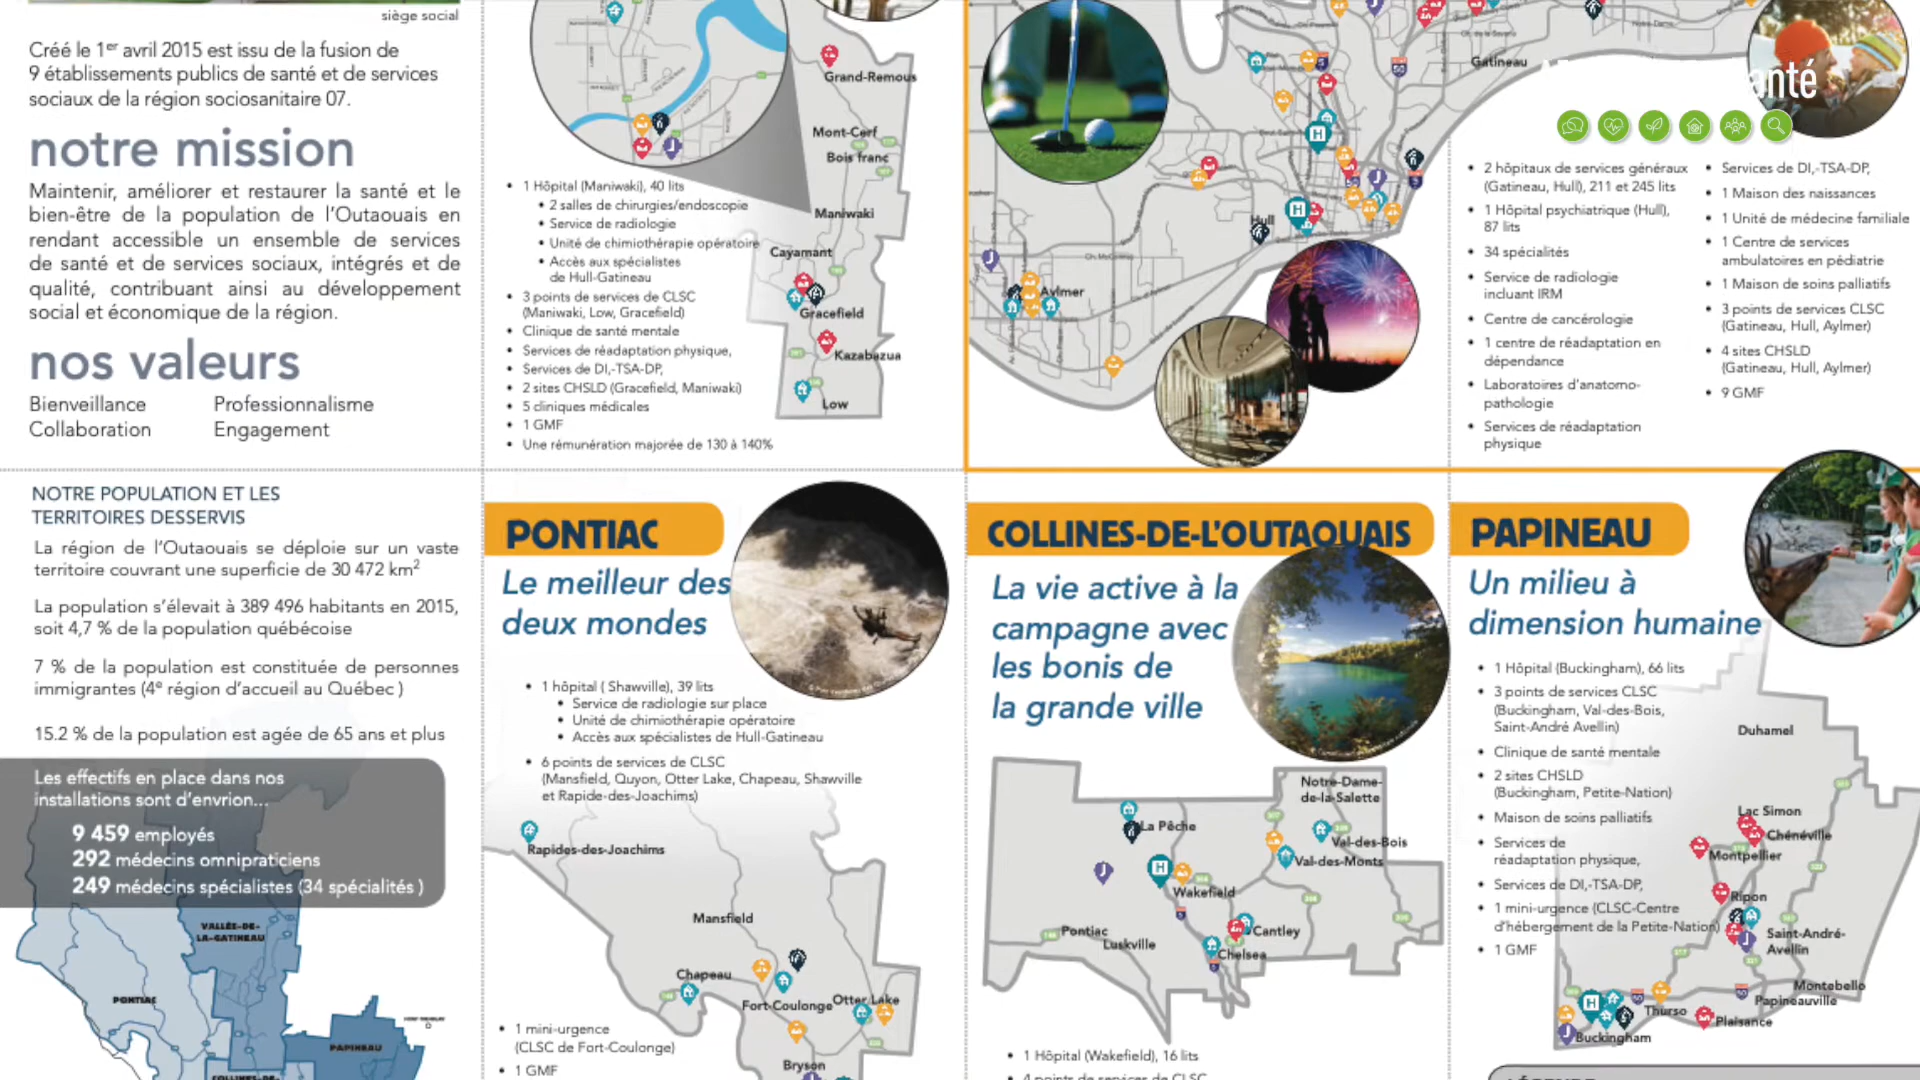 siège social
Créé le 1er avril 2015 est issu de la fusion de
9 établissements publics de santé et de services
sociaux de la région sociosanitaire 07.
notre mission
Maintenir, améliorer et restaurer la santé et le
bien-être de la population de l'Outaouais en
rendant accessible un ensemble de services
de santé et de services sociaux, intégrés et de
qualité, contribuant ainsi au développement
social et économique de la région.
nos valeurs
Bienveillance
Professionnalisme
Collaboration
Engagement
Grand-Remous
Mont-Cerf
Bois franc
Maniwaki
Cayamant
Gracefield
Kazabazua
Low
• 1 Hôpital (Maniwaki), 40 lits
• 2 salles de chirurgies/endoscopie
• Service de radiologie
• Unité de chimiothérapie opératoire
• Accès aux spécialistes
de Hull-Gatineau
• 3 points de services de CLSC
(Maniwaki, Low, Gracefield)
• Clinique de santé mentale
• Services de réadaptation physique,
• Services de DI,-TSA-DP,
• 2 sites CHSLD (Gracefield, Maniwaki)
• 5 cliniques médicales
• 1 GMF
• Une rémunération majorée de 130 à 140%
Gatineau
Hull
Aylmer
anté
• 2 hôpitaux de services généraux
(Gatineau, Hull), 211 et 245 lits
• 1 Hôpital psychiatrique (Hull),
87 lits
• 34 spécialités
Service de radiologie
incluant IRM
• Centre de cancérologie
• 1 centre de réadaptation en
dépendance
• Laboratoires d'anatomo-
pathologie
• Services de réadaptation
physique
• Services de DI,-TSA-DP,
• 1 Maison des naissances
• 1 Unité de médecine familiale
• 1 Centre de services
ambulatoires en pédiatrie
• 1 Maison de soins palliatifs
• 3 points de services CLSC
(Gatineau, Hull, Aylmer)
• 4 sites CHSLD
(Gatineau, Hull, Aylmer)
• 9 GMF
NOTRE POPULATION ET LES
TERRITOIRES DESSERVIS
La région de l'Outaouais se déploie sur un vaste
territoire couvrant une superficie de 30 472 km2
La population s'élevait à 389 496 habitants en 2015,
soit 4,7 % de la population québécoise
7 % de la population est constituée de personnes
immigrantes (4e région d'accueil au Québec )
15.2 % de la population est agée de 65 ans et plus
Les effectifs en place dans nos
installations sont d'envrion...
9 459 employés
292 médecins omnipraticiens
249 médecins spécialistes (34 spécialités )
VALLÉE-DE-
LA-GATINEAU
PONTIAC
PAPINEAU
COLLINES-DE-
PONTIAC
Le meilleur des
deux mondes
• 1 hôpital ( Shawville), 39 lits
• Service de radiologie sur place
• Unité de chimiothérapie opératoire
• Accès aux spécialistes de Hull-Gatineau
• 6 points de services de CLSC
(Mansfield, Quyon, Otter Lake, Chapeau, Shawville
et Rapide-des-Joachims)
Rapides-des-Joachims
Mansfield
Chapeau
Fort-Coulonge
Otter Lake
Bryson
• 1 mini-urgence
(CLSC de Fort-Coulonge)
• 1 GMF
COLLINES-DE-L'OUTAOUAIS
La vie active à la
campagne avec
les bonis de
la grande ville
Notre-Dame-
de-la-Salette
La Pêche
Val-des-Bois
Val-des-Monts
Wakefield
Pontiac
Luskville
Cantley
Chelsea
• 1 Hôpital (Wakefield), 16 lits
• 4 points de services de CLSC
PAPINEAU
Un milieu à
dimension humaine
• 1 Hôpital (Buckingham), 66 lits
• 3 points de services CLSC
(Buckingham, Val-des-Bois,
Saint-André Avellin)
• Clinique de santé mentale
• 2 sites CHSLD
(Buckingham, Petite-Nation)
• Maison de soins palliatifs
• Services de
réadaptation physique,
• Services de DI,-TSA-DP,
• 1 mini-urgence (CLSC-Centre
d'hébergement de la Petite-Nation)
• 1 GMF
Duhamel
Lac Simon
Chénéville
Montpellier
Ripon
Saint-André-
Avellin
Montebello
Papineauville
Thurso
Plaisance
Buckingham
LÉGENDE